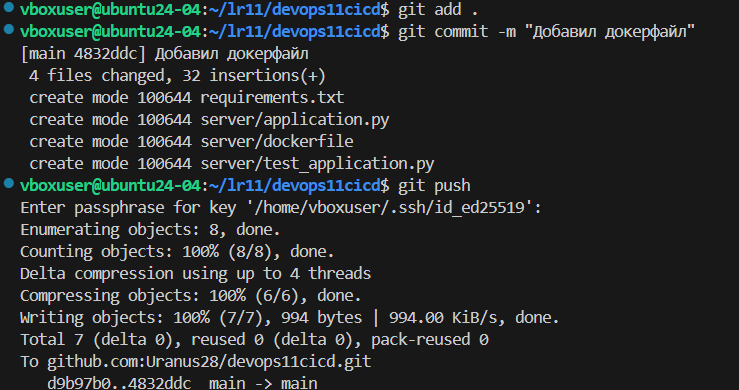 vboxuser@ubuntu24-04:~/lr11/devops11cicd$ git add .
vboxuser@ubuntu24-04:~/lr11/devops11cicd$ git commit -m "Добавил докерфайл"
[main 4832ddc] Добавил докерфайл
 4 files changed, 32 insertions(+)
 create mode 100644 requirements.txt
 create mode 100644 server/application.py
 create mode 100644 server/dockerfile
 create mode 100644 server/test_application.py
vboxuser@ubuntu24-04:~/lr11/devops11cicd$ git push
Enter passphrase for key '/home/vboxuser/.ssh/id_ed25519':
Enumerating objects: 8, done.
Counting objects: 100% (8/8), done.
Delta compression using up to 4 threads
Compressing objects: 100% (6/6), done.
Writing objects: 100% (7/7), 994 bytes | 994.00 KiB/s, done.
Total 7 (delta 0), reused 0 (delta 0), pack-reused 0
To github.com:Uranus28/devops11cicd.git
   d9b97b0..4832ddc  main -> main